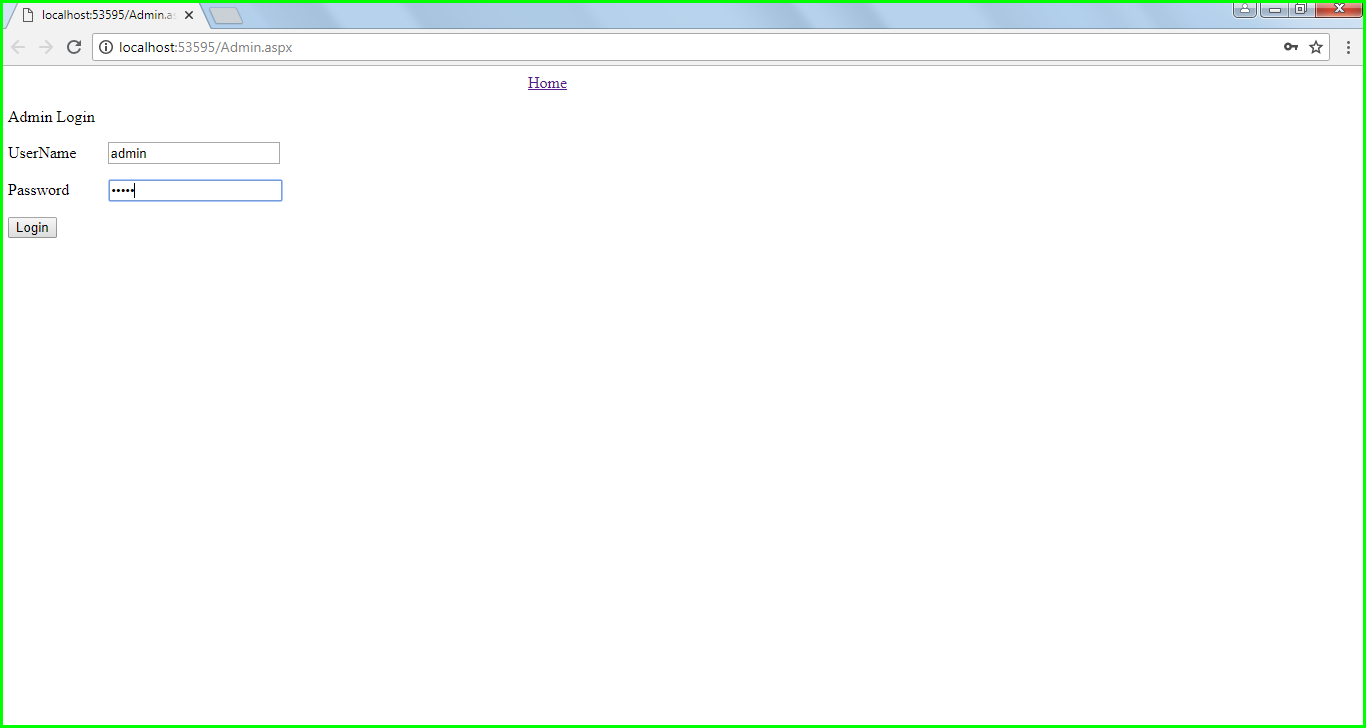 localhost:53595/Admin.as
localhost:53595/Admin.aspx
Home
Admin Login
UserName admin
Password •••••
Login